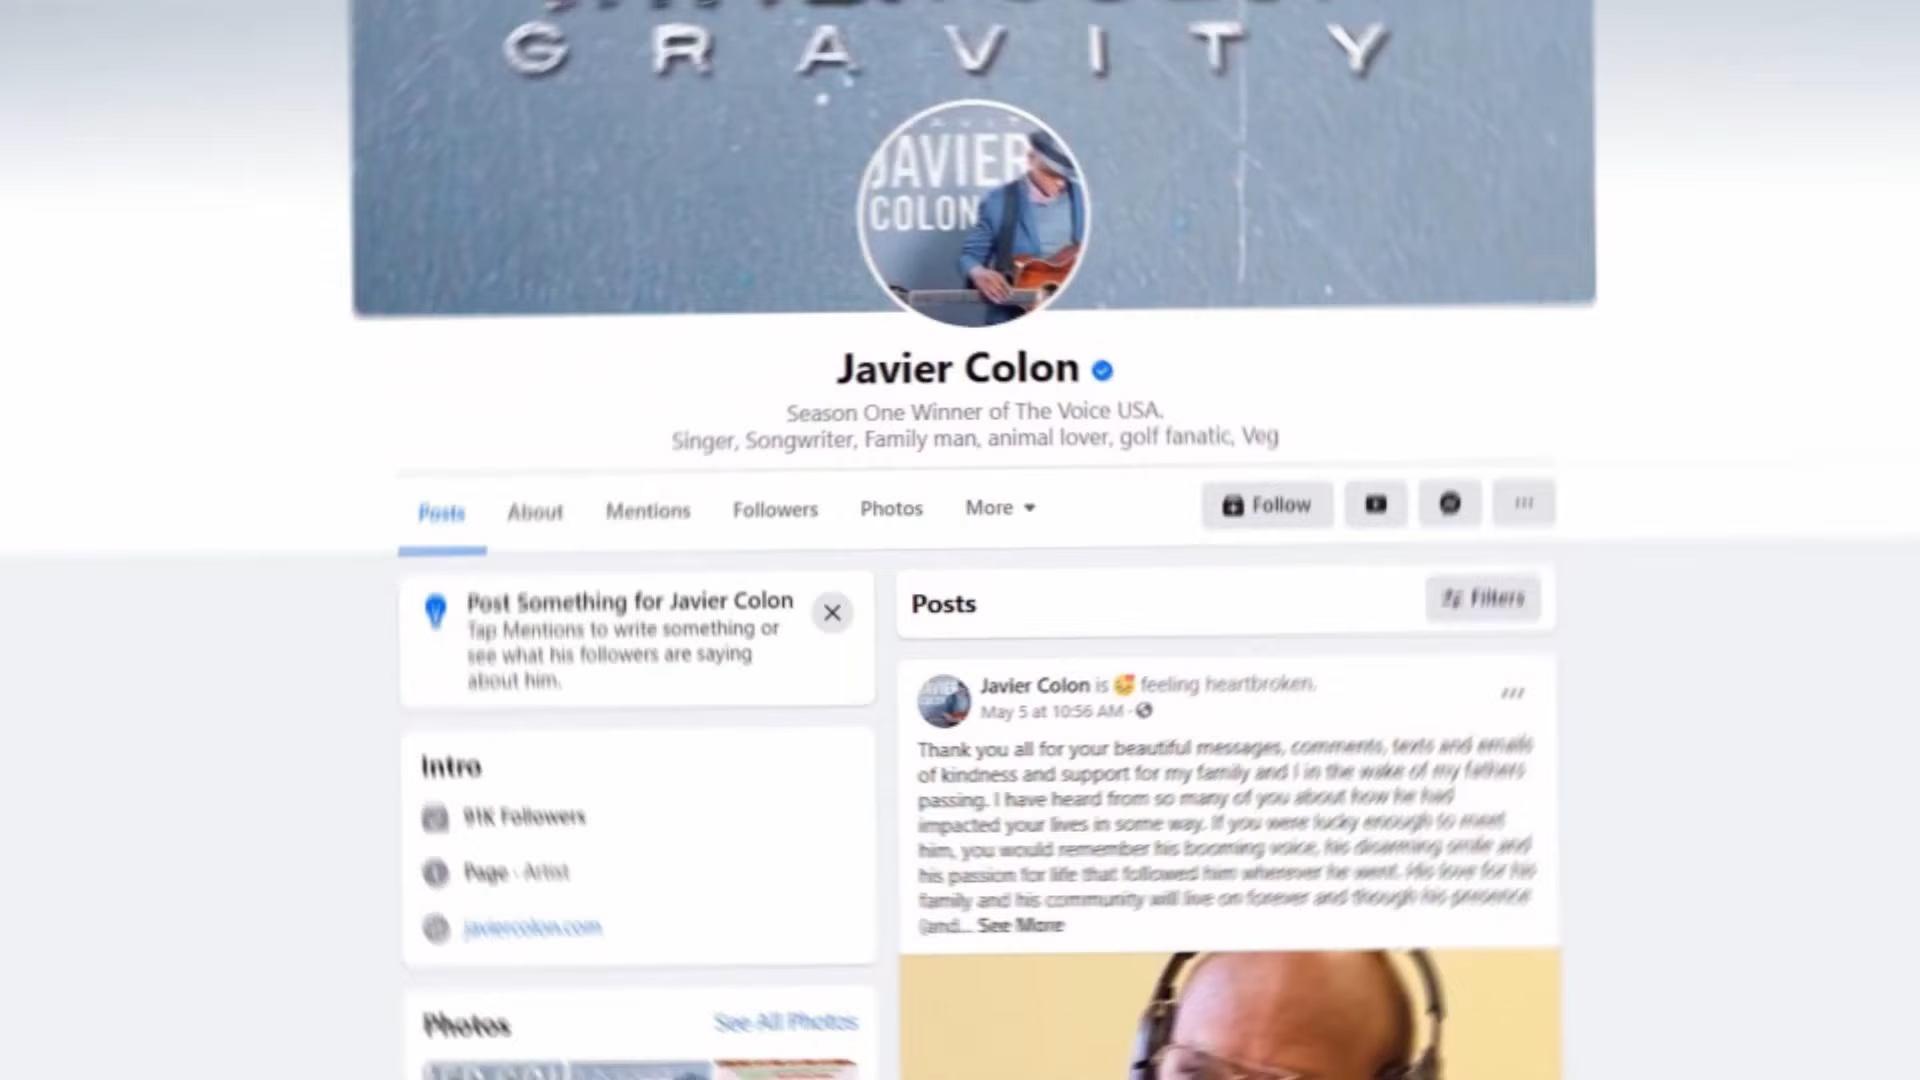 GRAVITY
JAVIER
COLON
Javier Colon
Season One Winner of The Voice USA.
Singer, Songwriter, Family man, animal lover, golf fanatic, Veg
Posts
About
Mentions
Followers
Photos
More
Follow
Post Something for Javier Colon
Tap Mentions to write something or
see what his followers are saying
about him.
Intro
91K Followers
Page · Artist
javiercolon.com
Photos
See All Photos
Posts
Filters
Javier Colon is 🥰 feeling heartbroken.
May 5 at 10:56 AM ·
Thank you all for your beautiful messages, comments, texts and emails
of kindness and support for my family and I in the wake of my fathers
passing. I have heard from so many of you about how he had
impacted your lives in some way. If you were lucky enough to meet
him, you would remember his booming voice, his disarming smile and
his passion for life that followed him wherever he went. His love for his
family and his community will live on forever and though his presence
(and... See More